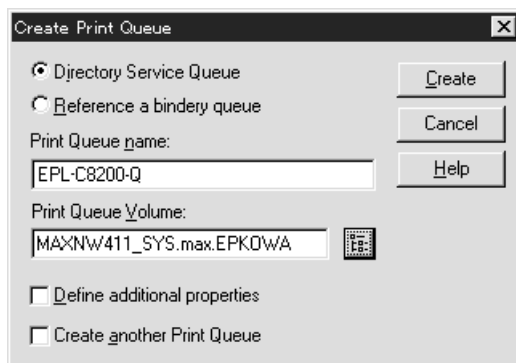 Create Print Queue
Directory Service Queue
Reference a bindery queue
Print Queue name:
EPL-C8200-Q
Print Queue Volume:
MAXNW411_SYS.max.EPKOWA
Define additional properties
Create another Print Queue
Create
Cancel
Help